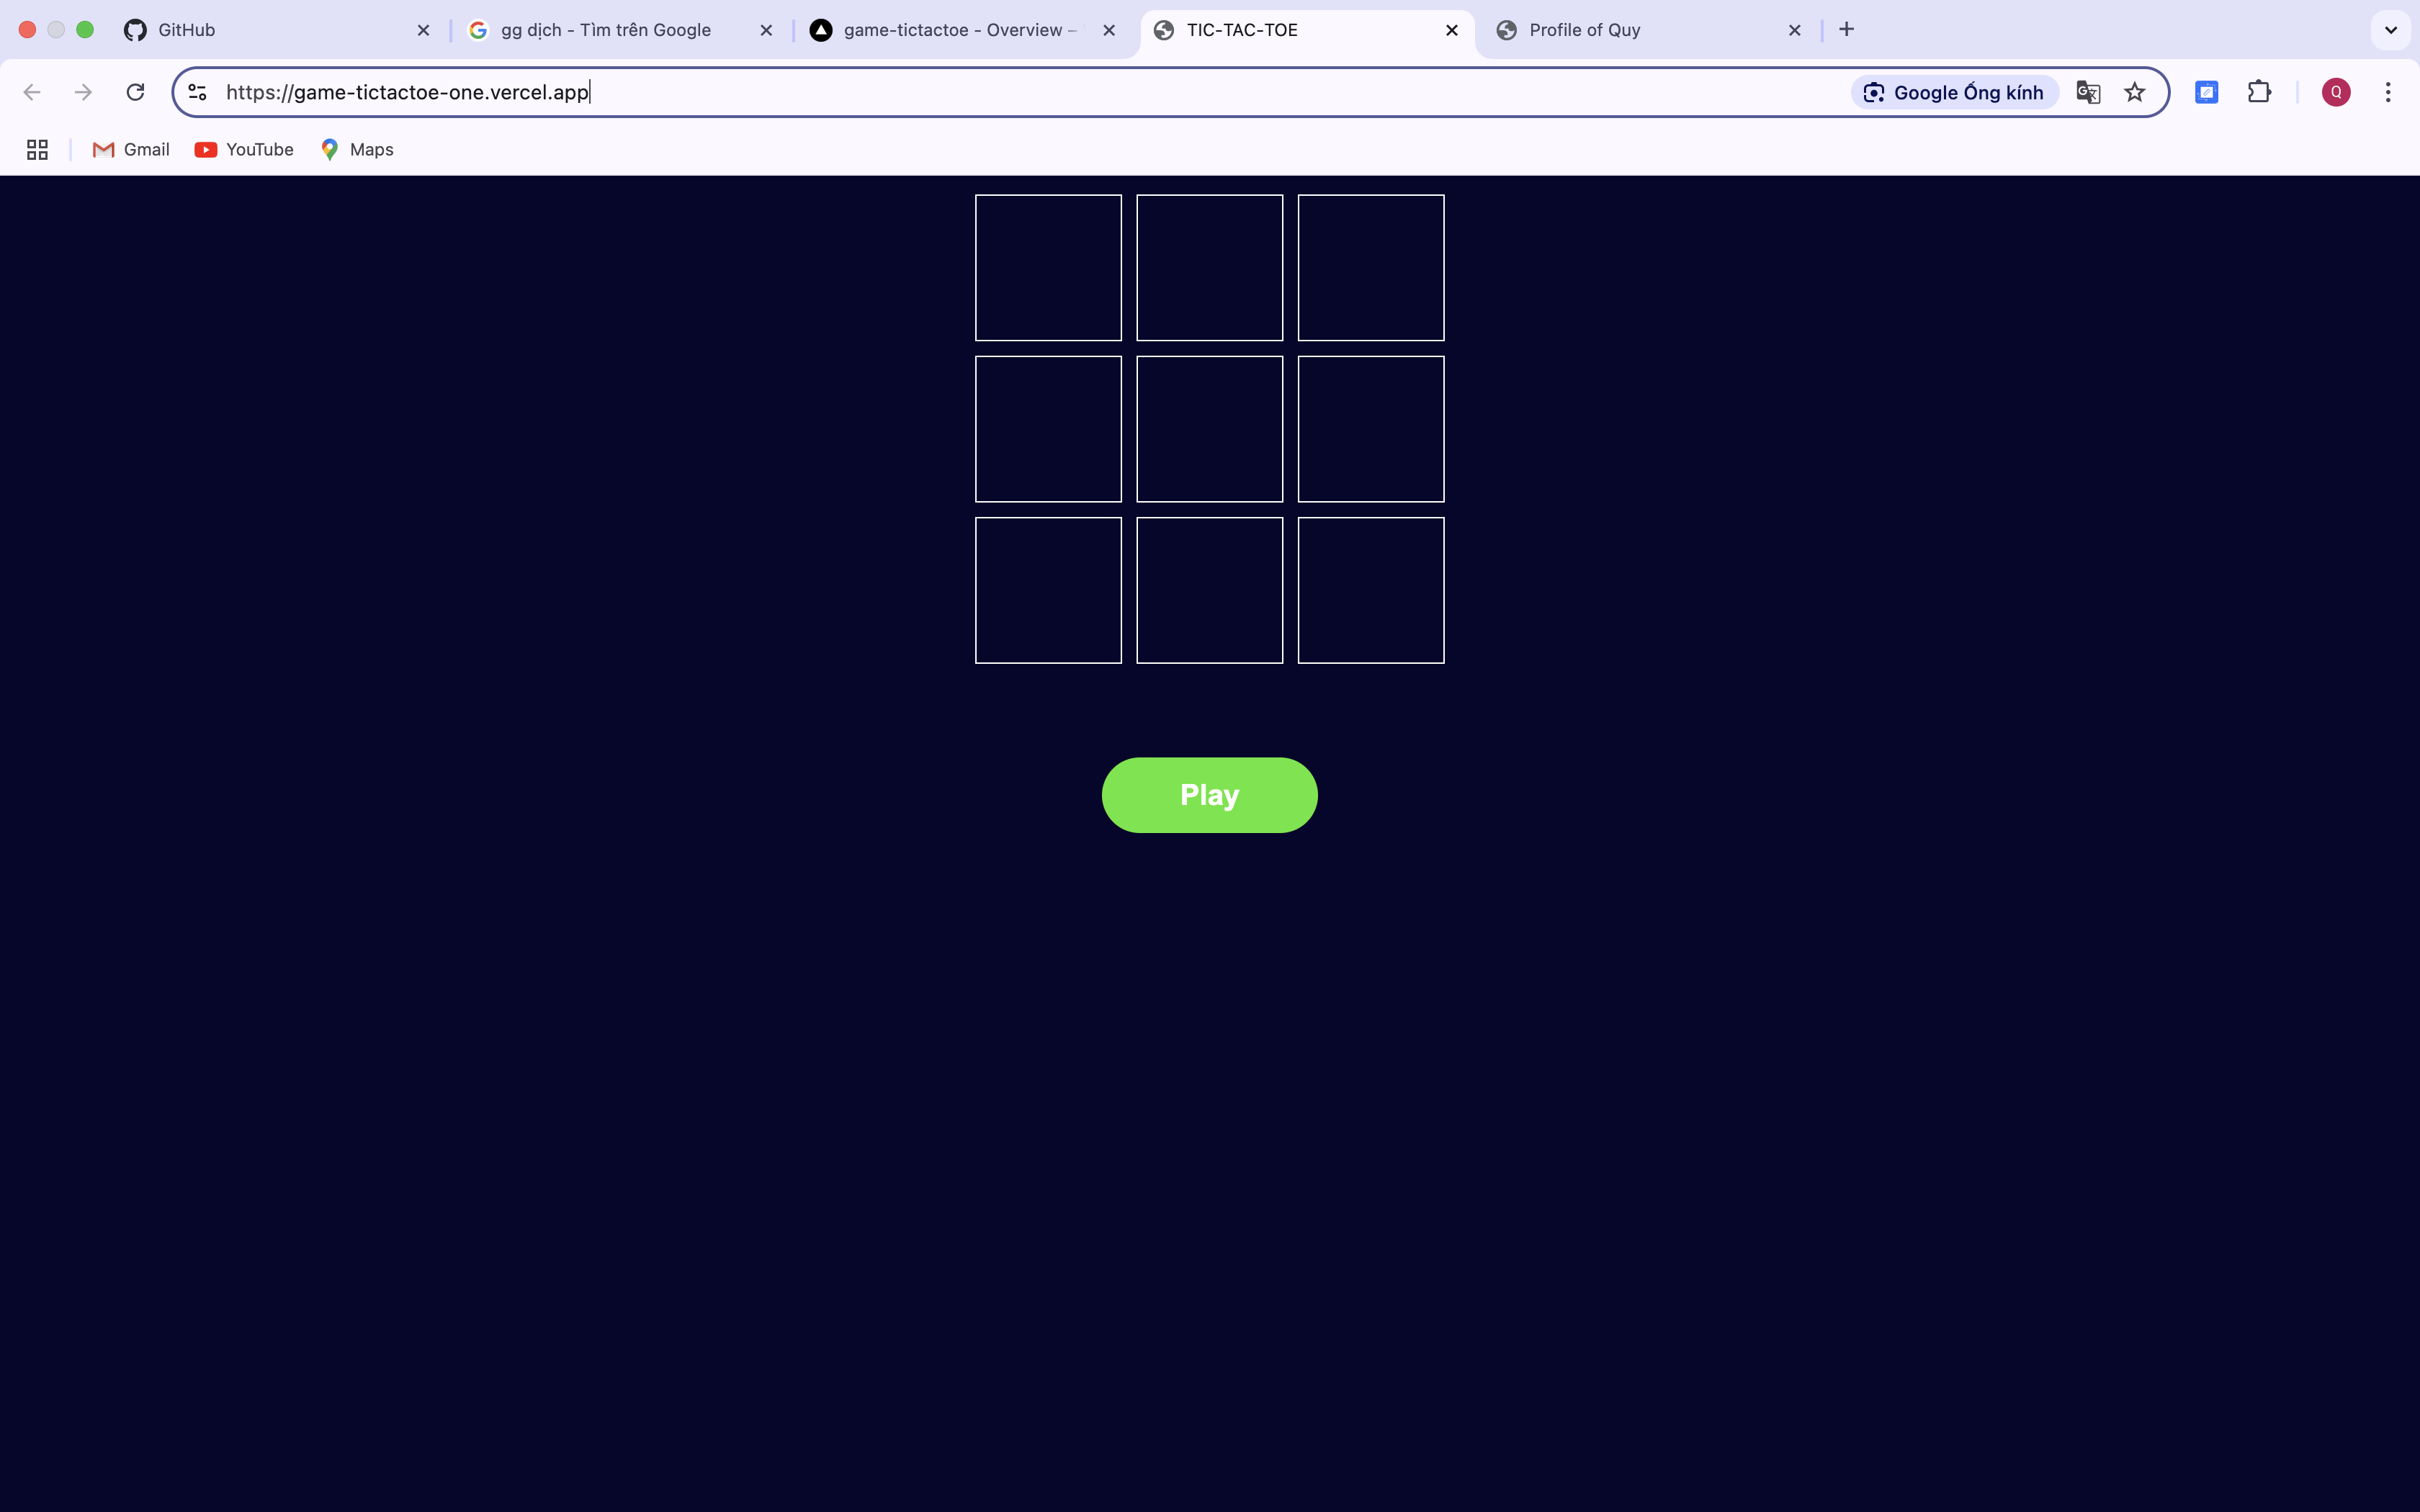 GitHub
gg dịch - Tìm trên Google
game-tictactoe - Overview –
TIC-TAC-TOE
Profile of Quy
https://game-tictactoe-one.vercel.app
Google Ống kính
Q
Gmail
YouTube
Maps
Play